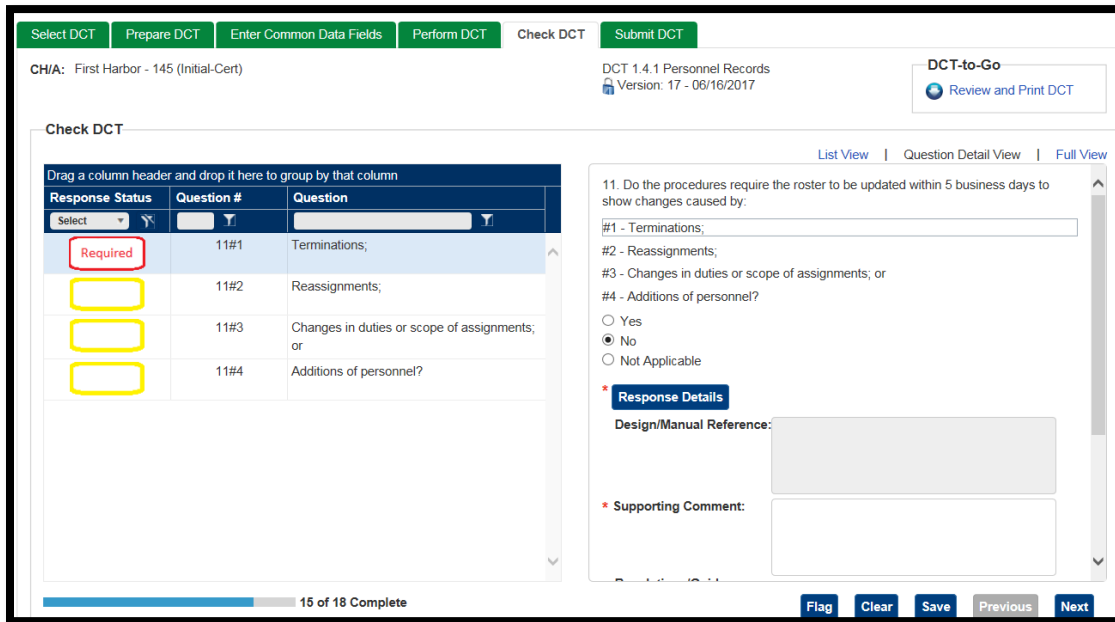 Select DCT
Prepare DCT
Enter Common Data Fields
Perform DCT
Check DCT
Submit DCT
CH/A: First Harbor - 145 (Initial-Cert)
DCT 1.4.1 Personnel Records
Version: 17 - 06/16/2017
DCT-to-Go
Review and Print DCT
Check DCT
List View | Question Detail View | Full View
Drag a column header and drop it here to group by that column
Response Status Question # Question
Select
Required 11#1 Terminations;
11#2 Reassignments;
11#3 Changes in duties or scope of assignments;
or
11#4 Additions of personnel?
11. Do the procedures require the roster to be updated within 5 business days to
show changes caused by:
#1 - Terminations;
#2 - Reassignments;
#3 - Changes in duties or scope of assignments; or
#4 - Additions of personnel?
Yes
No
Not Applicable
* Response Details
Design/Manual Reference:
* Supporting Comment:
15 of 18 Complete
Flag Clear Save Previous Next